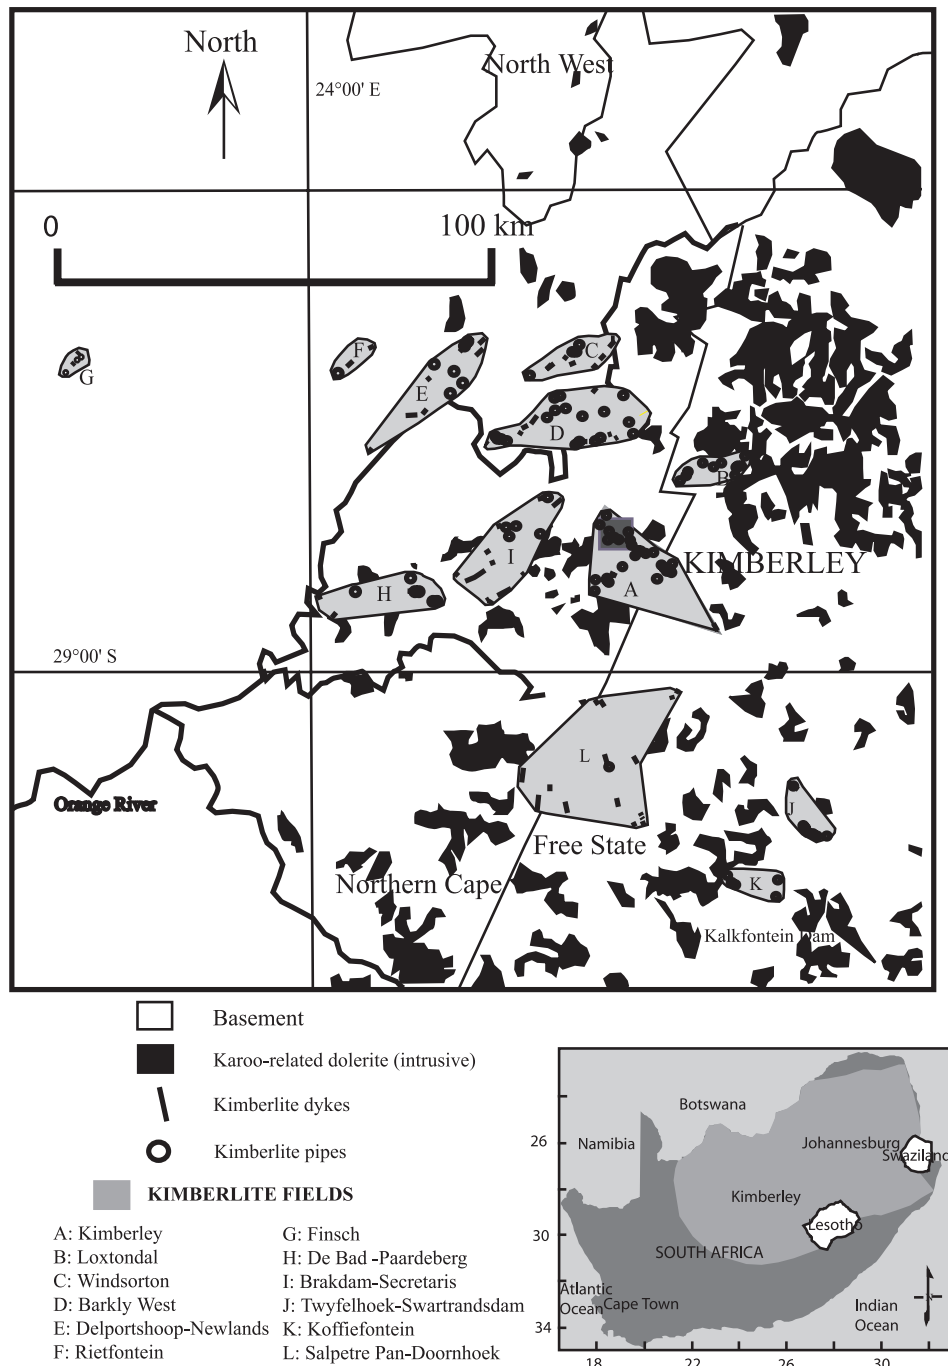 North
North West
24°00' E
0
100 km
F
C
G
E
D
B
KIMBERLEY
I
H
A
29°00' S
L
Orange River
J
Free State
Northern Cape
K
Kalkfontein Dam
Basement
Karoo-related dolerite (intrusive)
Kimberlite dykes
Kimberlite pipes
KIMBERLITE FIELDS
A: Kimberley
B: Loxtondal
C: Windsorton
D: Barkly West
E: Delportshoop-Newlands
F: Rietfontein
G: Finsch
H: De Bad -Paardeberg
I: Brakdam-Secretaris
J: Twyfelhoek-Swartrandsdam
K: Koffiefontein
L: Salpetre Pan-Doornhoek
Botswana
26
Namibia
Johannesburg
Swaziland
Kimberley
30
Lesotho
SOUTH AFRICA
Atlantic
Ocean
Cape Town
Indian
Ocean
34
18
22
26
30